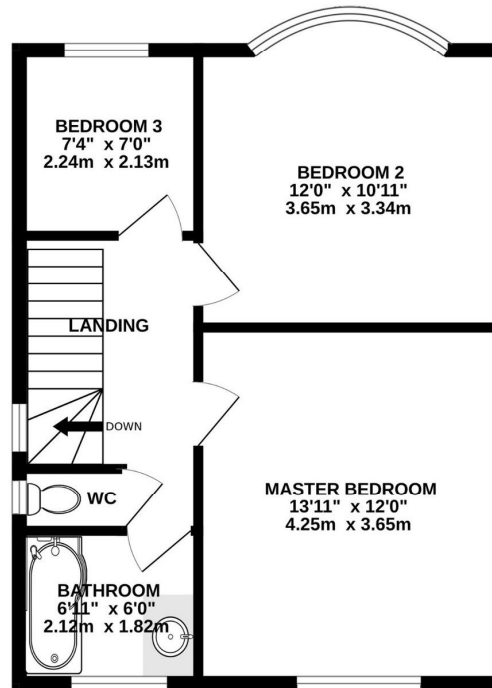 BEDROOM 3
7'4" x 7'0"
2.24m x 2.13m
BEDROOM 2
12'0" x 10'11"
3.65m x 3.34m
LANDING
DOWN
WC
MASTER BEDROOM
13'11" x 12'0"
4.25m x 3.65m
BATHROOM
6'11" x 6'0"
2.12m x 1.82m